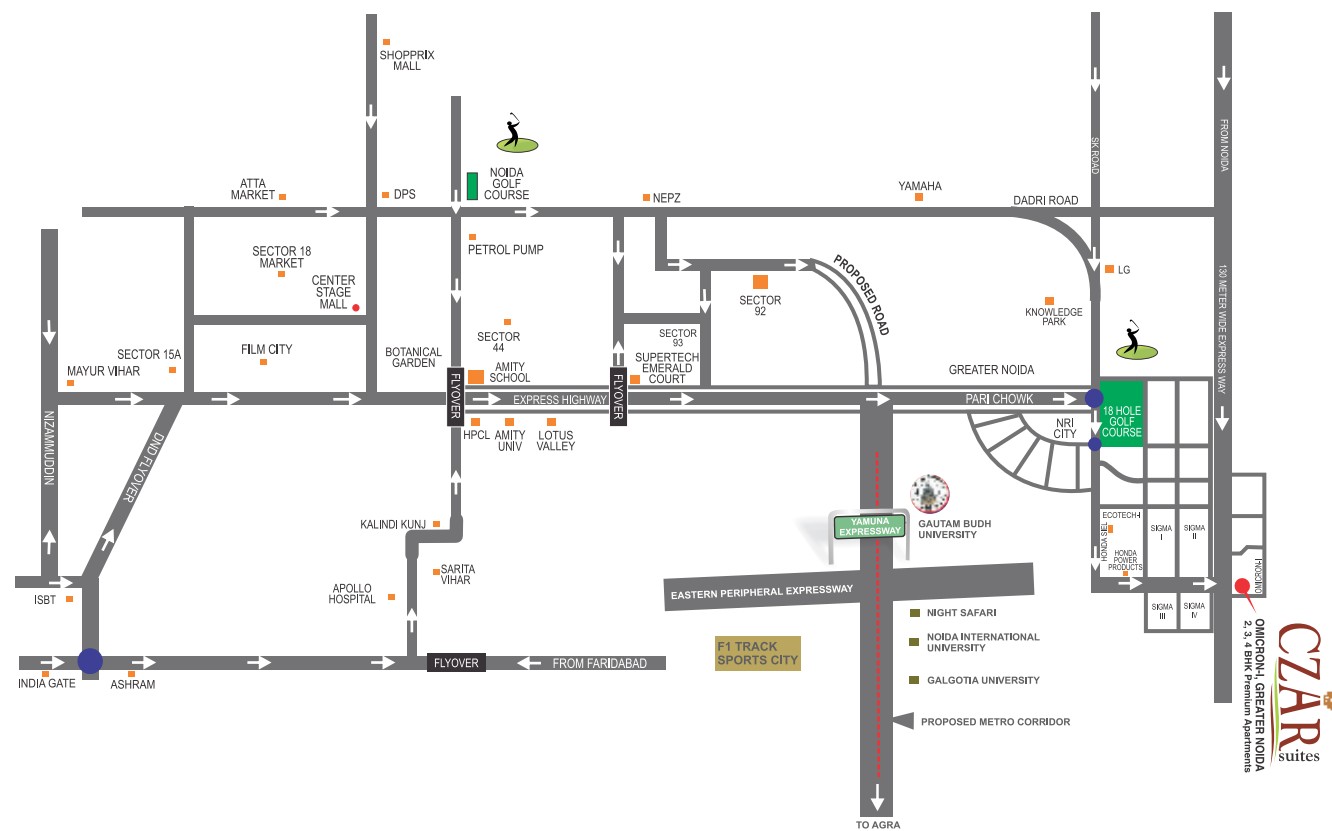 SHOPPRIX
MALL
NOIDA
GOLF
COURSE
ATTA
MARKET
DPS
NEPZ
YAMAHA
DADRI ROAD
SK ROAD
FROM NOIDA
PETROL PUMP
SECTOR 18
MARKET
CENTER
STAGE
MALL
SECTOR
92
PROPOSED ROAD
LG
KNOWLEDGE
PARK
130 METER WIDE EXPRESS WAY
SECTOR
44
SECTOR
93
SUPERTECH
EMERALD
COURT
BOTANICAL
GARDEN
AMITY
SCHOOL
FILM CITY
SECTOR 15A
MAYUR VIHAR
GREATER NOIDA
FLYOVER
EXPRESS HIGHWAY
FLYOVER
PARI CHOWK
18 HOLE
GOLF
COURSE
NRI
CITY
HPCL
AMITY
UNIV
LOTUS
VALLEY
NIZAMMUDDIN
DND FLYOVER
KALINDI KUNJ
SARITA
VIHAR
APOLLO
HOSPITAL
YAMUNA
EXPRESSWAY
GAUTAM BUDH
UNIVERSITY
ECOTECH-I
HONDA SIEL
HONDA
POWER
PRODUCTS
SIGMA
I
SIGMA
II
SIGMA
III
SIGMA
IV
OMICRON-I
EASTERN PERIPHERAL EXPRESSWAY
ISBT
NIGHT SAFARI
NOIDA INTERNATIONAL
UNIVERSITY
GALGOTIA UNIVERSITY
F1 TRACK
SPORTS CITY
INDIA GATE
ASHRAM
FLYOVER
FROM FARIDABAD
PROPOSED METRO CORRIDOR
TO AGRA
CZAR
suites
OMICRON-I, GREATER NOIDA
2, 3, 4 BHK Premium Apartments